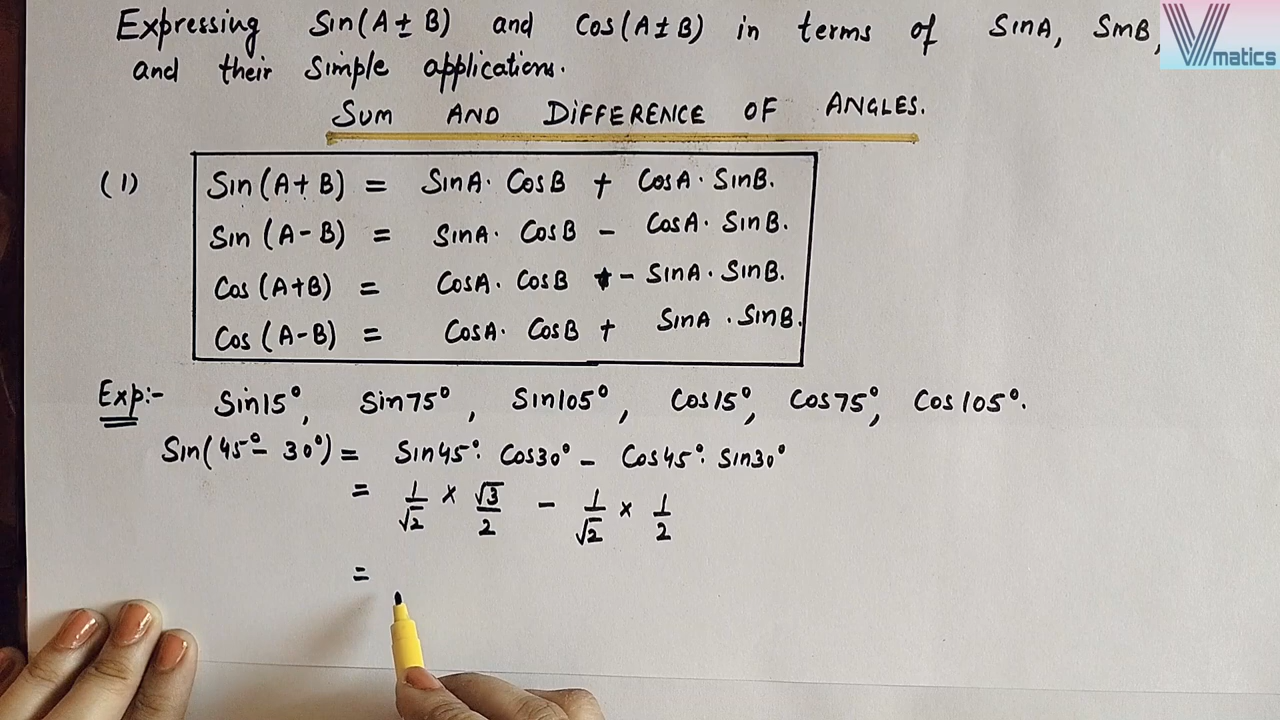 Expressing Sin(A ± B) and Cos(A ± B) in terms of SinA, SinB,
and their Simple applications.
Vmatics
SUM AND DIFFERENCE OF ANGLES.
(1)
Sin(A + B) = SinA · CosB + CosA · SinB.
Sin (A - B) = SinA · CosB - CosA · SinB.
Cos (A+B) = CosA · CosB - SinA · SinB.
Cos (A-B) = CosA · CosB + SinA · SinB.
Exp:- Sin15°, Sin75°, Sin105°, Cos15°, Cos75°, Cos105°.
Sin(45° - 30°) = Sin45° · Cos30° - Cos45° · Sin30°
= 1/√2 × √3/2 - 1/√2 × 1/2
=